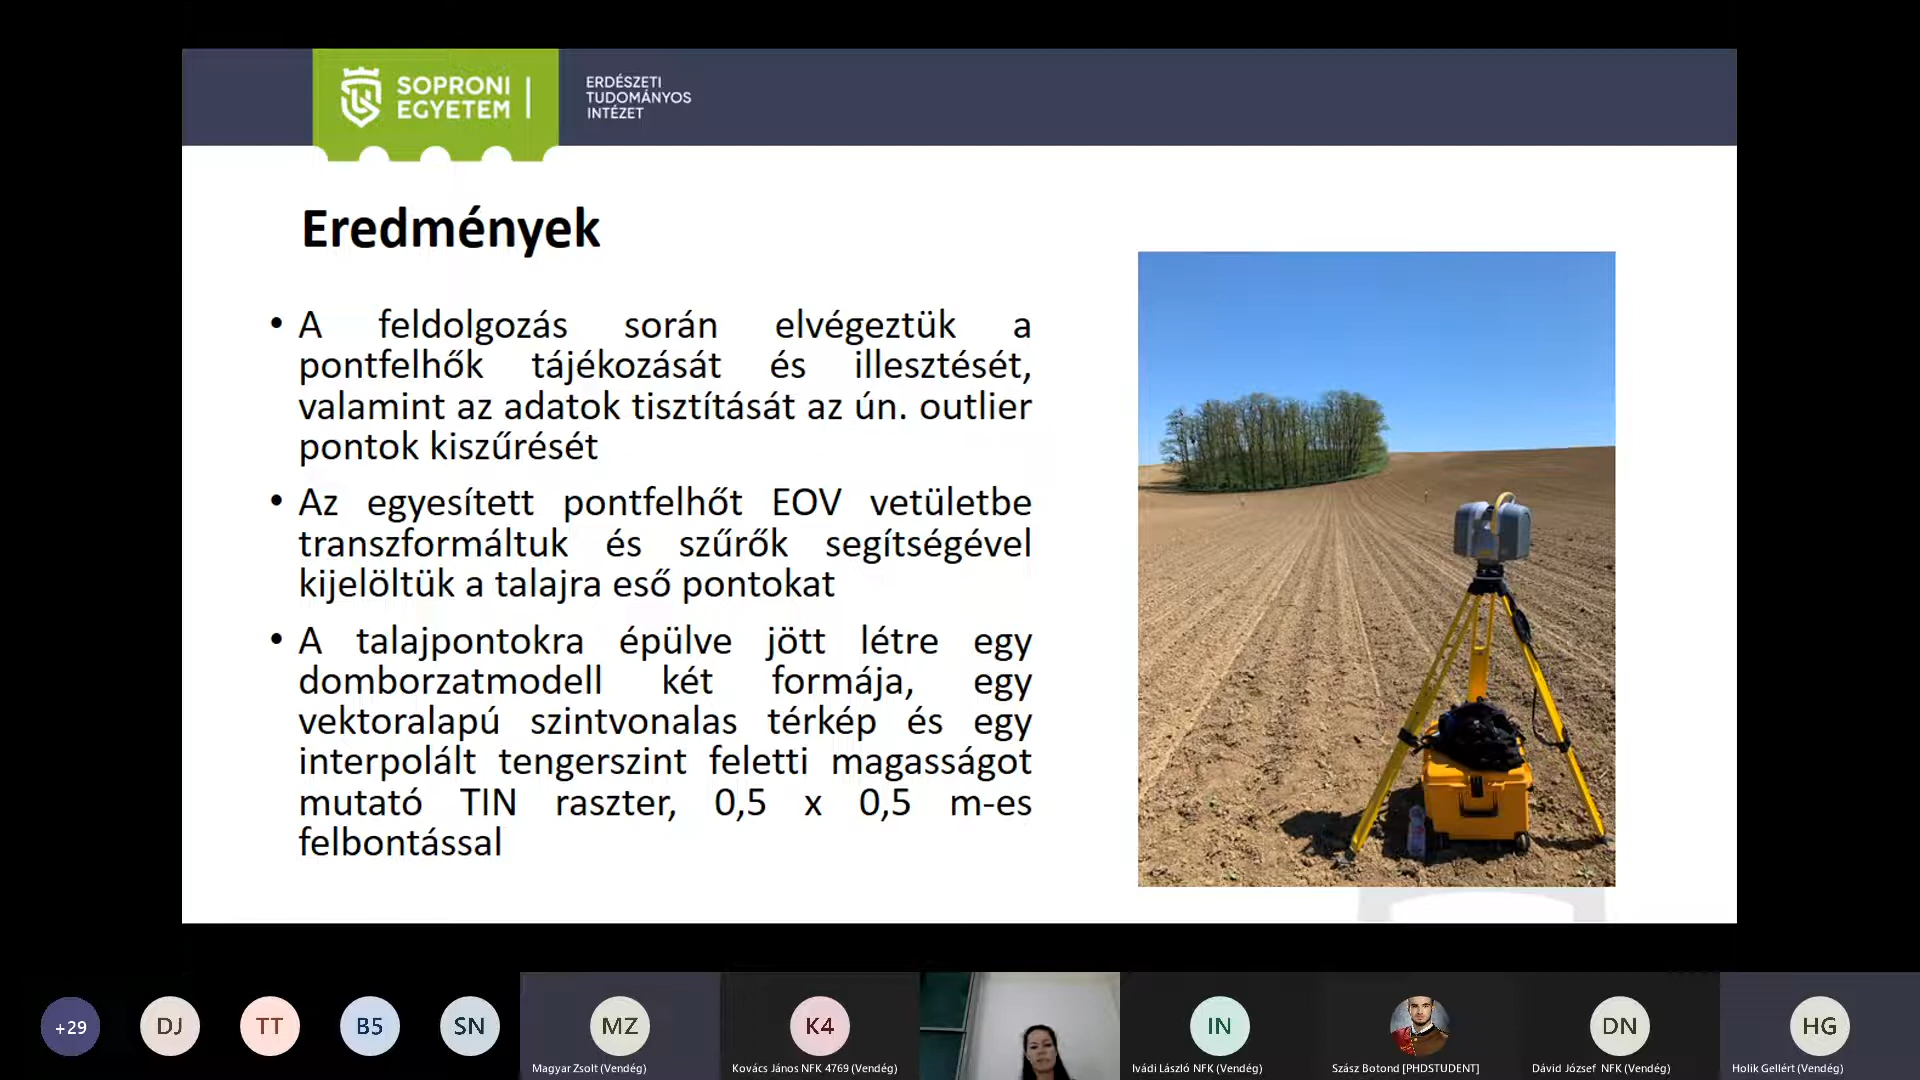 SOPRONI
EGYETEM
ERDÉSZETI
TUDOMÁNYOS
INTÉZET
Eredmények
• A feldolgozás során elvégeztük a
pontfelhők tájékozását és illesztését,
valamint az adatok tisztítását az ún. outlier
pontok kiszűrését
• Az egyesített pontfelhőt EOV vetületbe
transzformáltuk és szűrők segítségével
kijelöltük a talajra eső pontokat
• A talajpontokra épülve jött létre egy
domborzatmodell két formája, egy
vektoralapú szintvonalas térkép és egy
interpolált tengerszint feletti magasságot
mutató TIN raszter, 0,5 x 0,5 m-es
felbontással
+29
DJ
TT
B5
SN
MZ
Magyar Zsolt (Vendég)
K4
Kovács János NFK 4769 (Vendég)
IN
Ivádi László NFK (Vendég)
Szász Botond [PHDSTUDENT]
DN
Dávid József NFK (Vendég)
HG
Holik Gellért (Vendég)